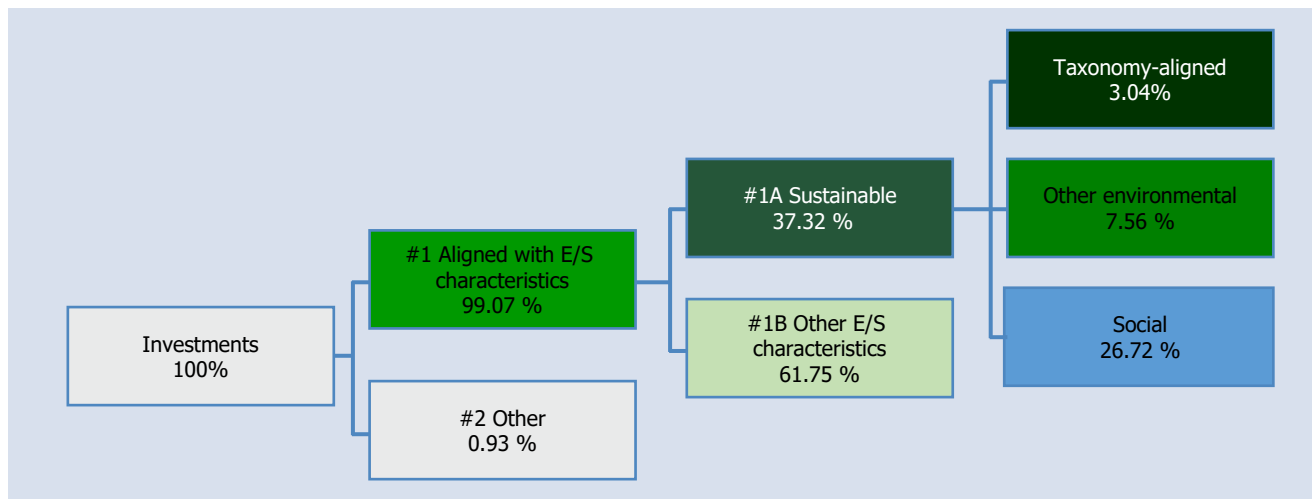 Investments
100%
#1 Aligned with E/S
characteristics
99.07 %
#2 Other
0.93 %
#1A Sustainable
37.32 %
#1B Other E/S
characteristics
61.75 %
Taxonomy-aligned
3.04%
Other environmental
7.56 %
Social
26.72 %